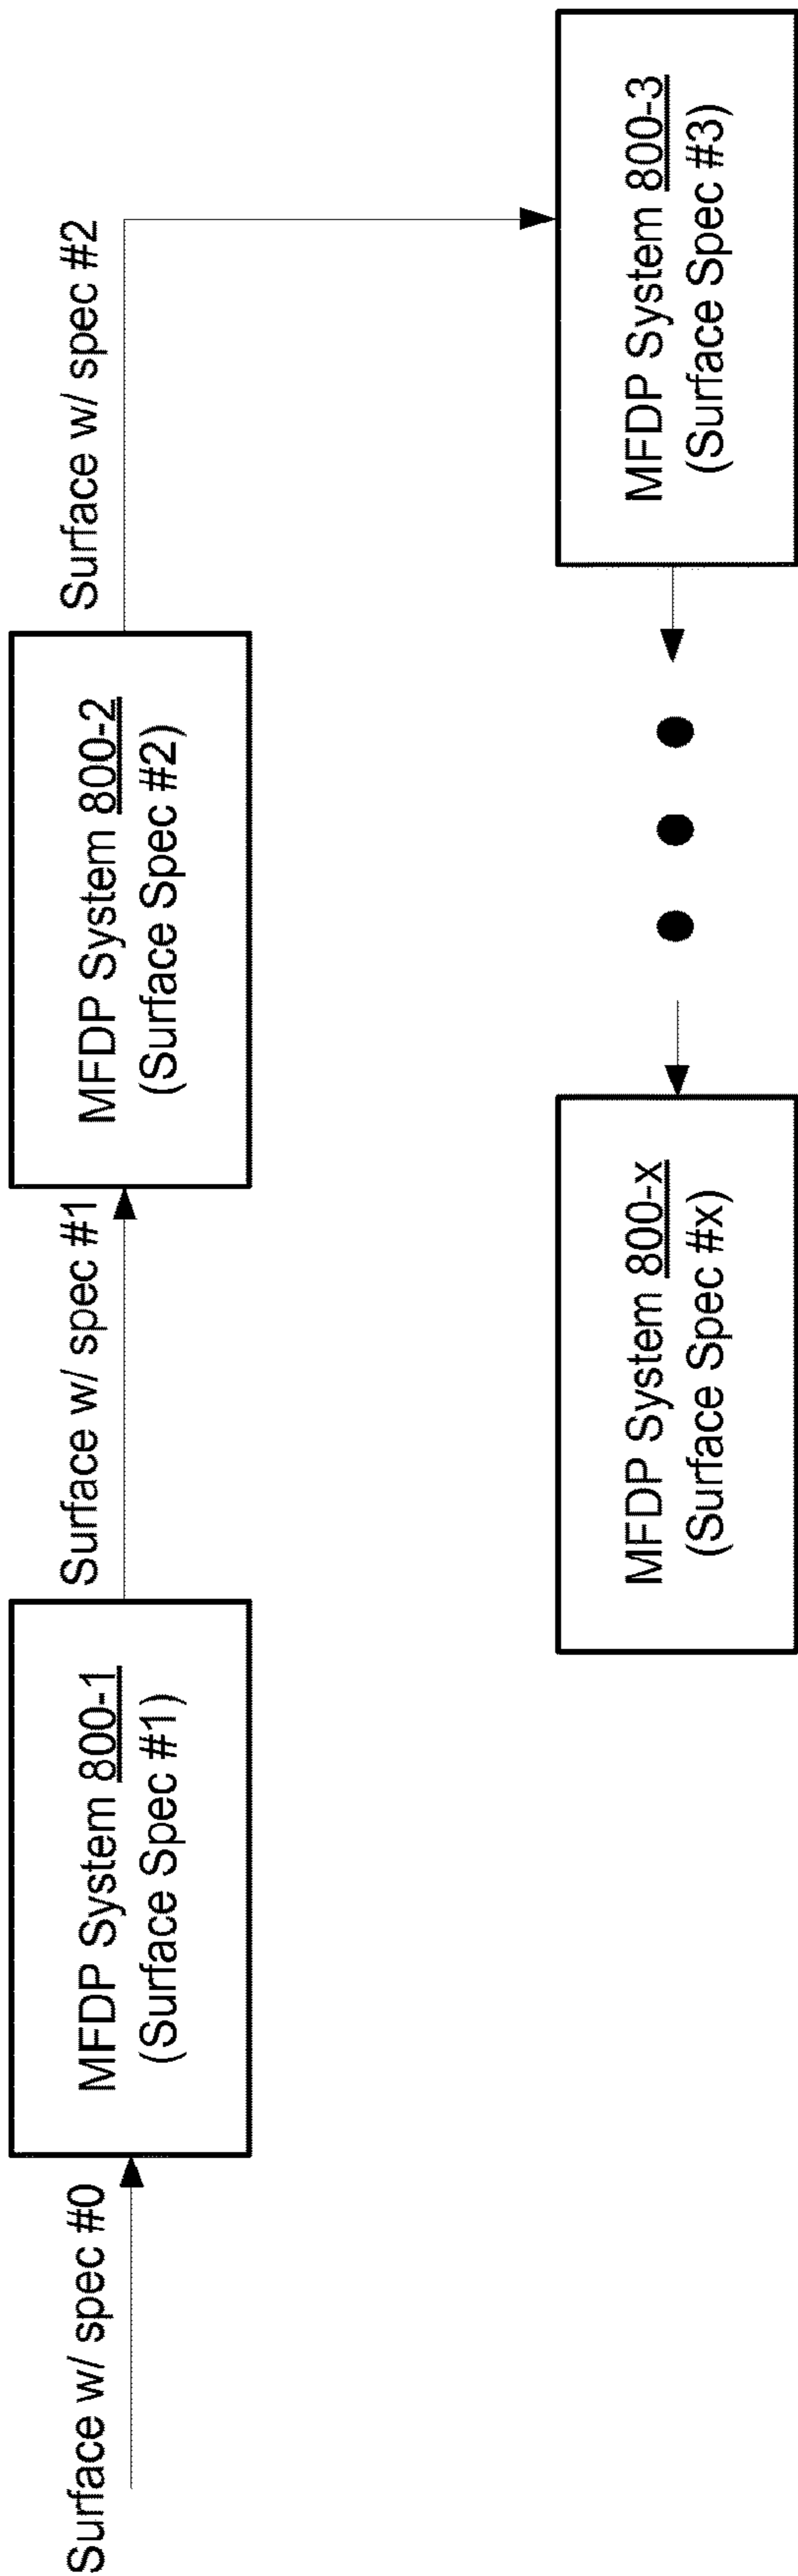 Surface w/ spec #0
MFDP System 800-1
(Surface Spec #1)
Surface w/ spec #1
MFDP System 800-2
(Surface Spec #2)
Surface w/ spec #2
MFDP System 800-3
(Surface Spec #3)
MFDP System 800-x
(Surface Spec #x)